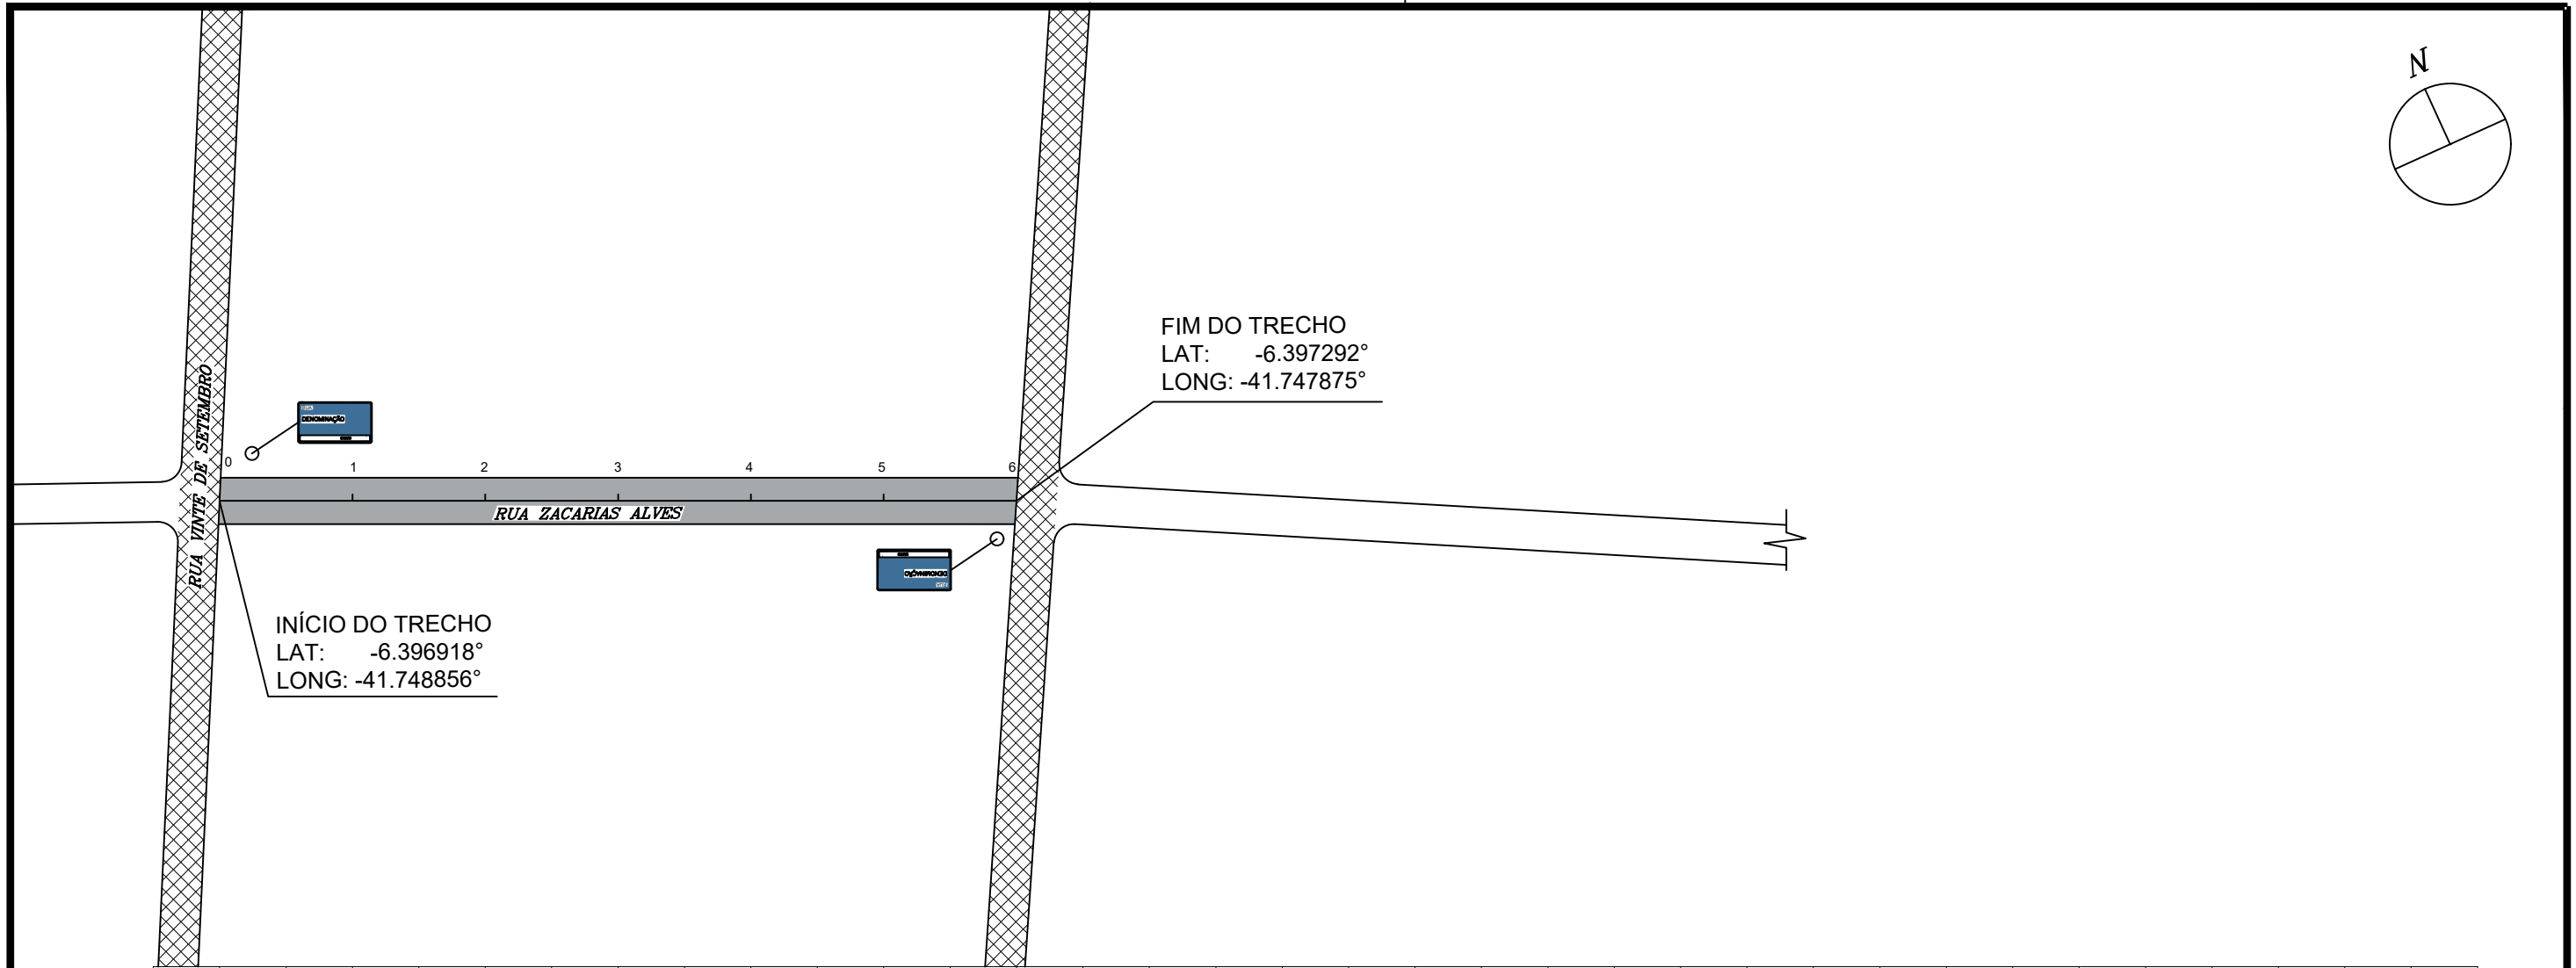 N
FIM DO TRECHO
LAT: -6.397292°
LONG: -41.747875°
RUA VINTE DE SETEMBRO
DENOMINAÇÃO
0 1 2 3 4 5 6
RUA ZACARIAS ALVES
DENOMINAÇÃO
INÍCIO DO TRECHO
LAT: -6.396918°
LONG: -41.748856°